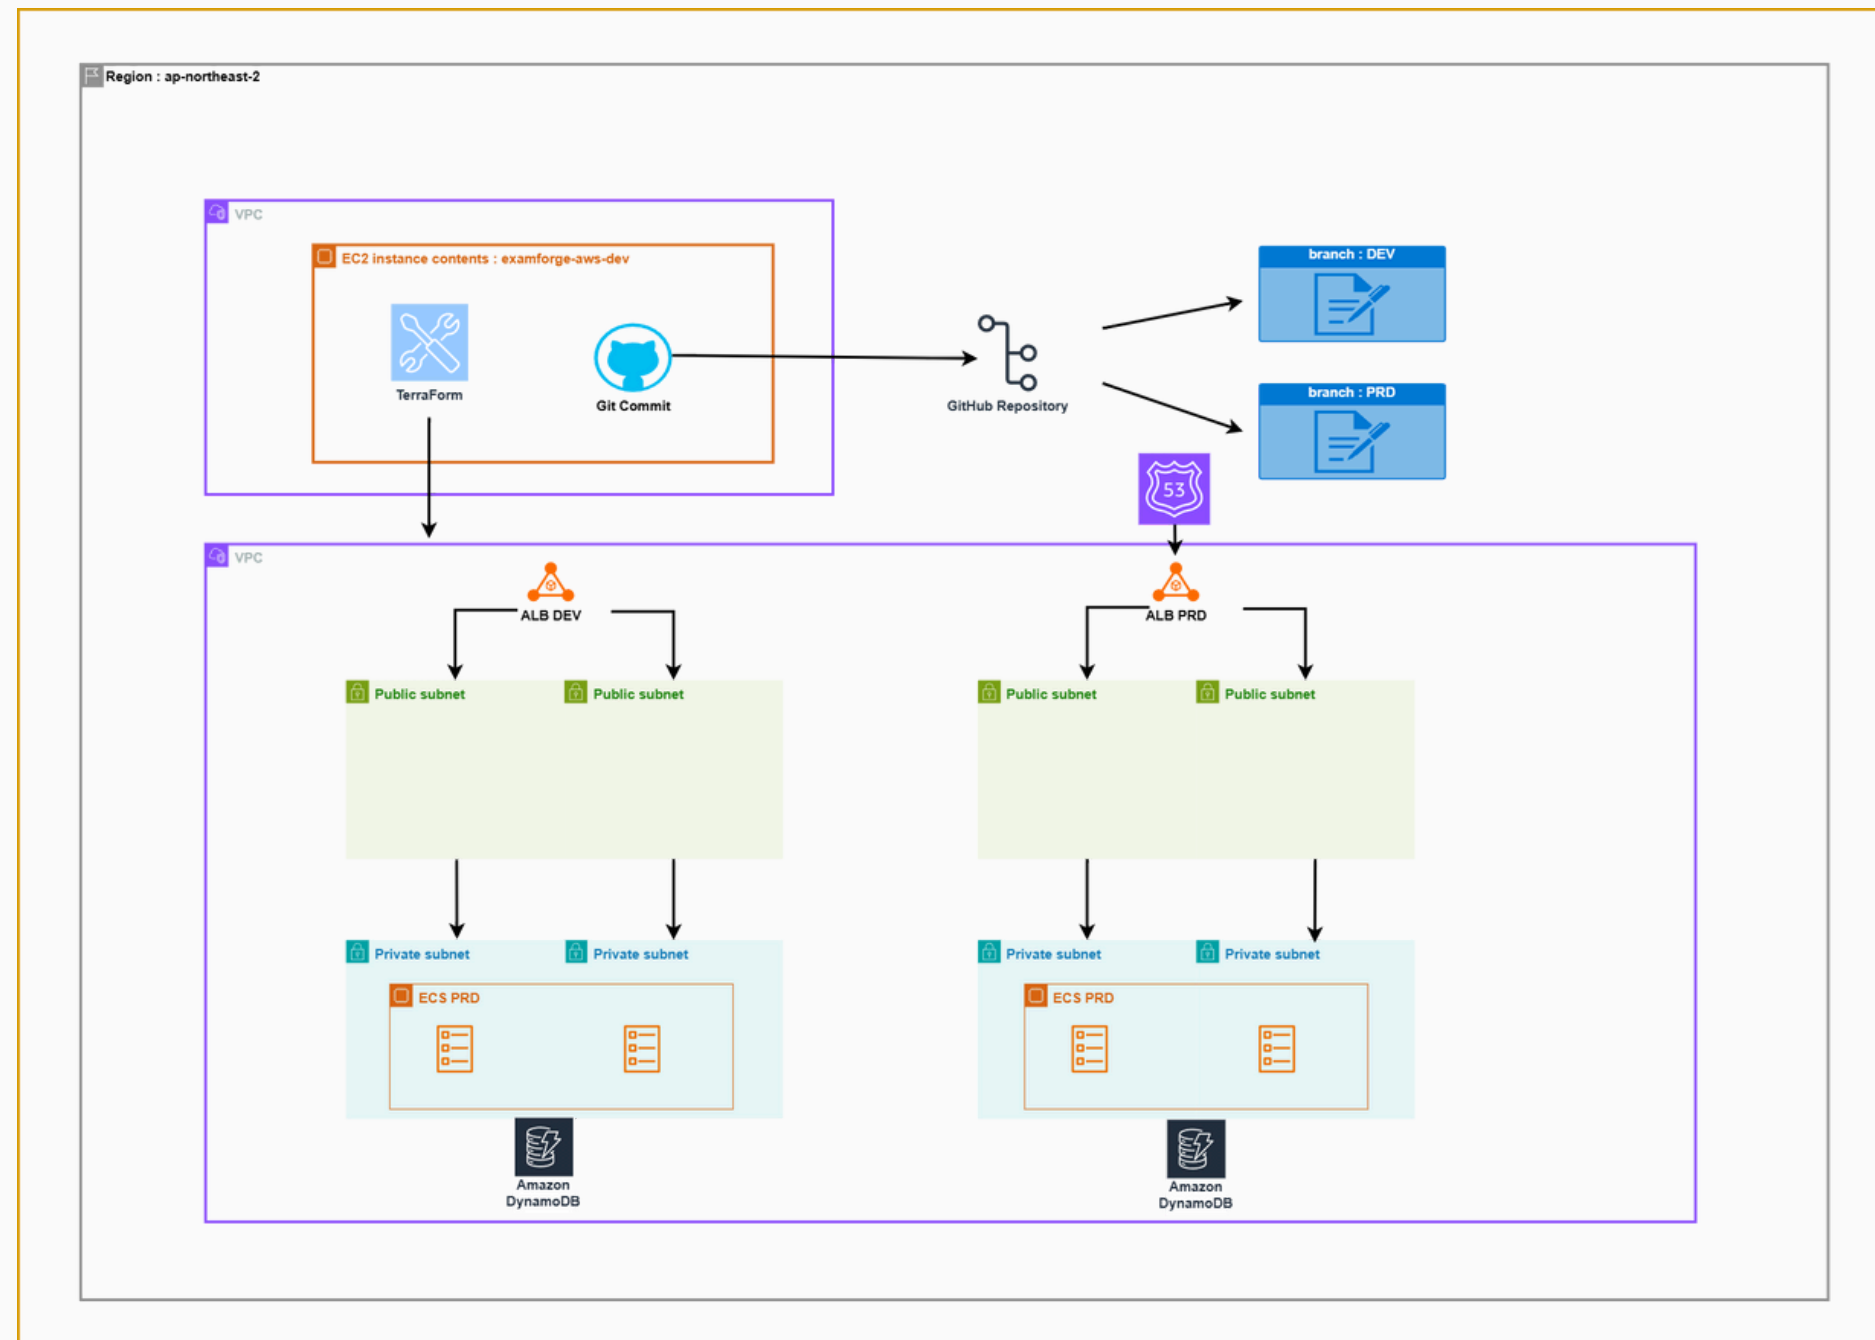 Region : ap-northeast-2
VPC
EC2 instance contents : examforge-aws-dev
TerraForm
Git Commit
GitHub Repository
branch : DEV
branch : PRD
53
VPC
ALB DEV
ALB PRD
Public subnet
Public subnet
Public subnet
Public subnet
Private subnet
Private subnet
Private subnet
Private subnet
ECS PRD
ECS PRD
Amazon
DynamoDB
Amazon
DynamoDB